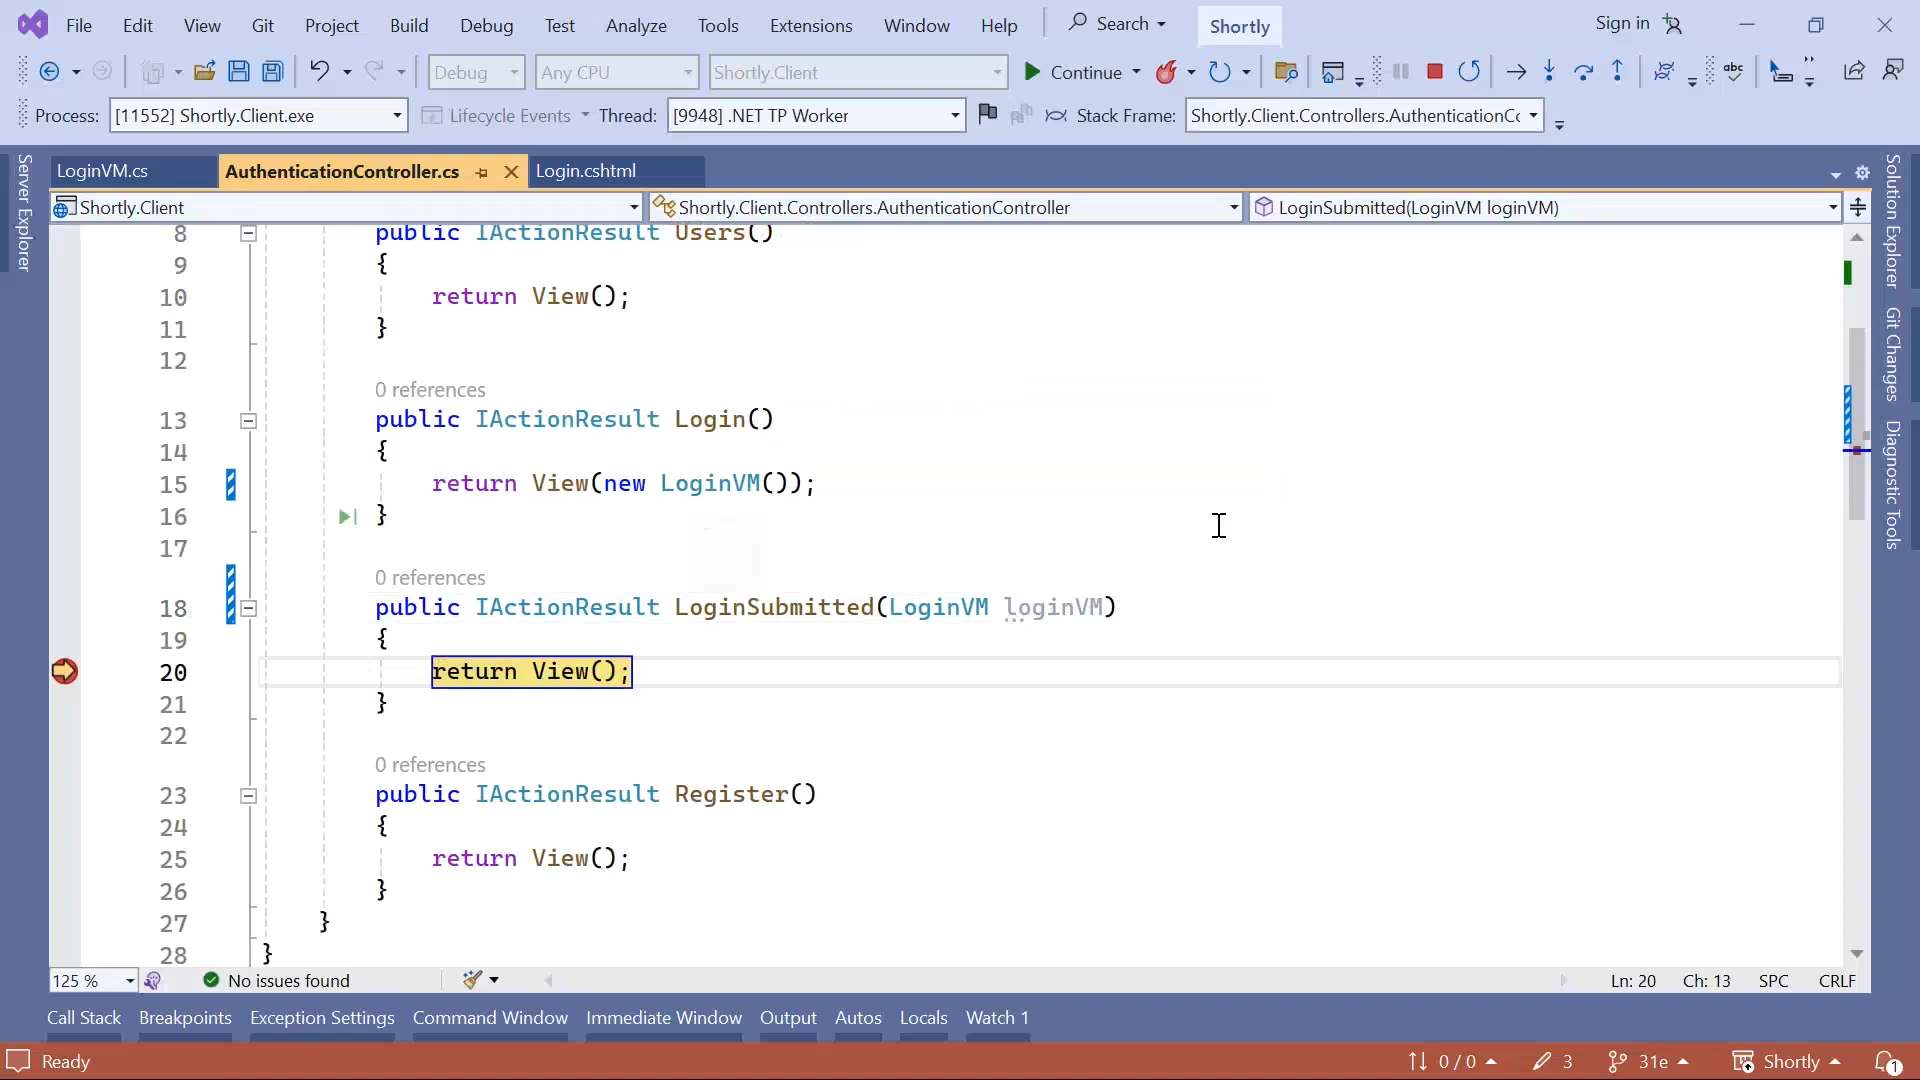 File Edit View Git Project Build Debug Test Analyze Tools Extensions Window Help Search Shortly Sign in
Debug Any CPU Shortly.Client Continue abc
Process: [11552] Shortly.Client.exe Lifecycle Events Thread: [9948] .NET TP Worker Stack Frame: Shortly.Client.Controllers.AuthenticationCc
Server Explorer
LoginVM.cs AuthenticationController.cs Login.cshtml
Shortly.Client Shortly.Client.Controllers.AuthenticationController LoginSubmitted(LoginVM loginVM)
8 public IActionResult Users()
9 {
10 return View();
11 }
12
0 references
13 public IActionResult Login()
14 {
15 return View(new LoginVM());
16 }
17
0 references
18 public IActionResult LoginSubmitted(LoginVM loginVM)
19 {
20 return View();
21 }
22
0 references
23 public IActionResult Register()
24 {
25 return View();
26 }
27 }
28 }
Solution Explorer
Git Changes
Diagnostic Tools
125 % No issues found Ln: 20 Ch: 13 SPC CRLF
Call Stack Breakpoints Exception Settings Command Window Immediate Window Output Autos Locals Watch 1
Ready 0 / 0 3 31e Shortly 1